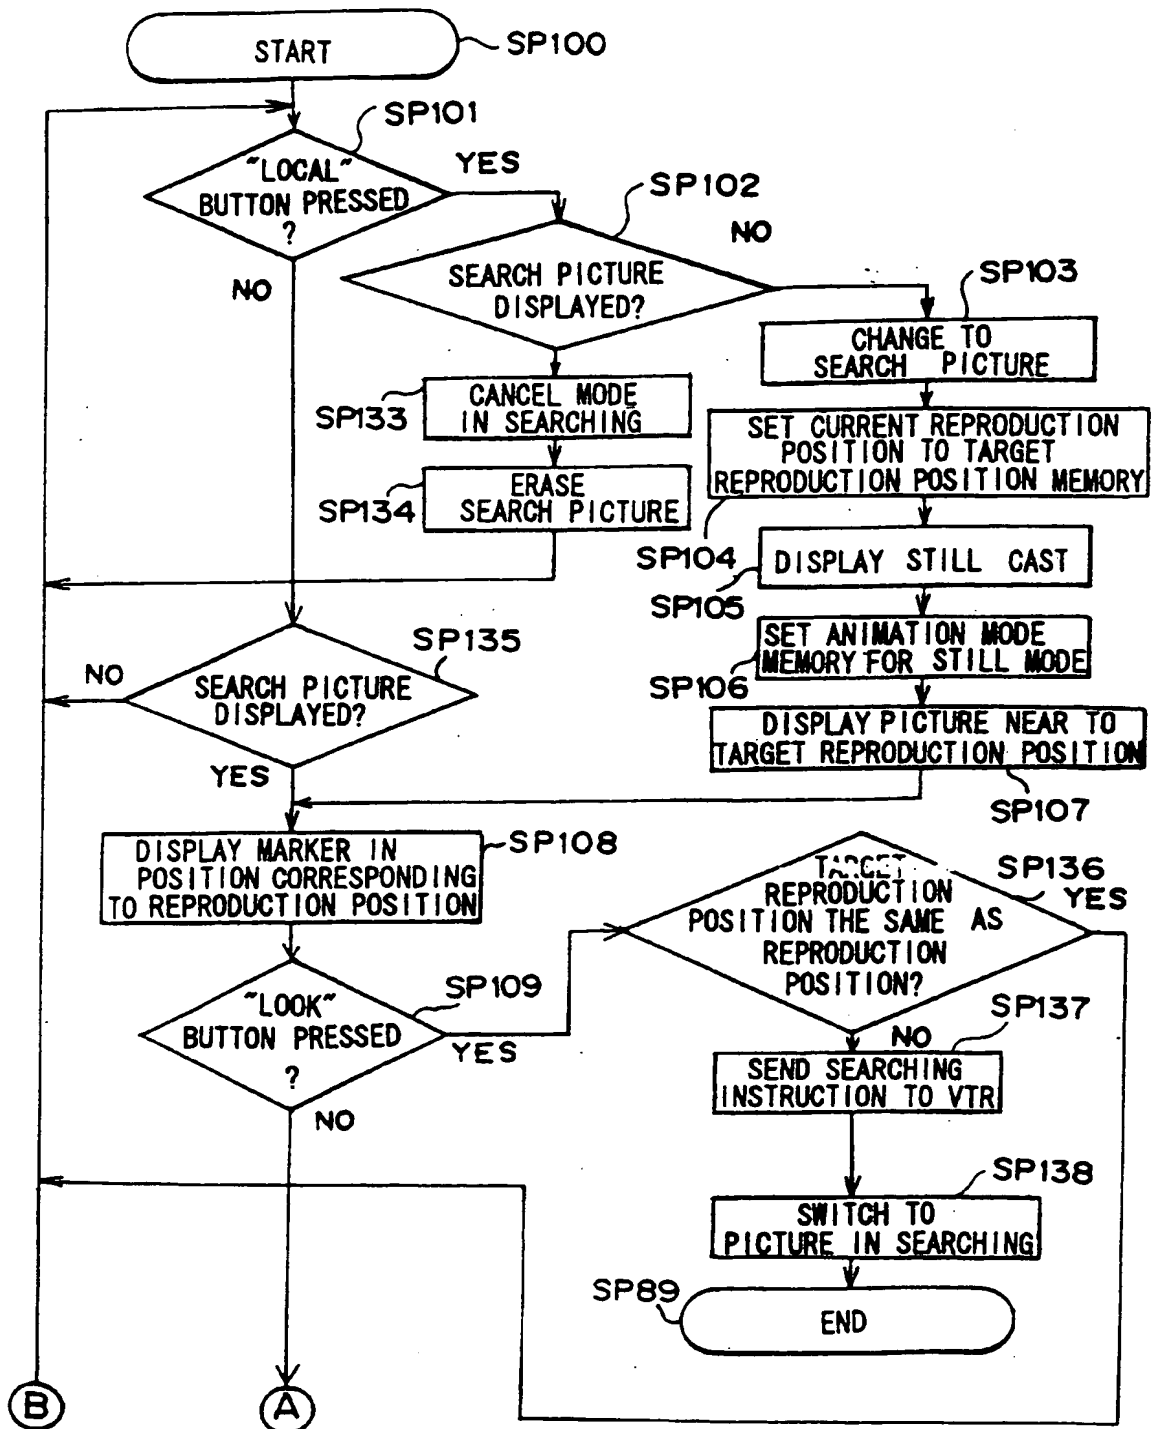 START
SP100
SP101
"LOCAL"
BUTTON PRESSED
?
YES
NO
SP102
SEARCH PICTURE
DISPLAYED?
NO
SP103
CHANGE TO
SEARCH PICTURE
SP133
CANCEL MODE
IN SEARCHING
SET CURRENT REPRODUCTION
POSITION TO TARGET
REPRODUCTION POSITION MEMORY
SP104
SP134
ERASE
SEARCH PICTURE
DISPLAY STILL CAST
SP105
SET ANIMATION MODE
MEMORY FOR STILL MODE
SP106
SP135
NO
SEARCH PICTURE
DISPLAYED?
YES
DISPLAY PICTURE NEAR TO
TARGET REPRODUCTION POSITION
SP107
SP108
DISPLAY MARKER IN
POSITION CORRESPONDING
TO REPRODUCTION POSITION
SP136
TARGET
REPRODUCTION
POSITION THE SAME AS
REPRODUCTION
POSITION?
YES
NO
SP109
"LOOK"
BUTTON PRESSED
?
YES
NO
SP137
SEND SEARCHING
INSTRUCTION TO VTR
SP138
SWITCH TO
PICTURE IN SEARCHING
SP89
END
B
A